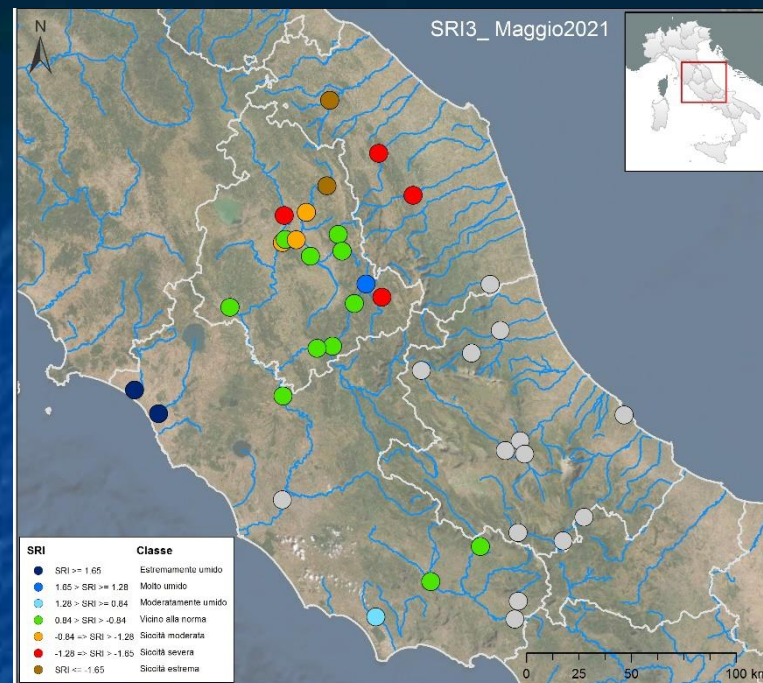 SRI3_ Maggio2021
N
SRI Classe
SRI >= 1.65 Estremamente umido
1.65 > SRI >= 1.28 Molto umido
1.28 > SRI >= 0.84 Moderatamente umido
0.84 > SRI > -0.84 Vicino alla norma
-0.84 => SRI > -1.28 Siccità moderata
-1.28 => SRI > -1.65 Siccità severa
SRI <= -1.65 Siccità estrema
0 25 50 100 km